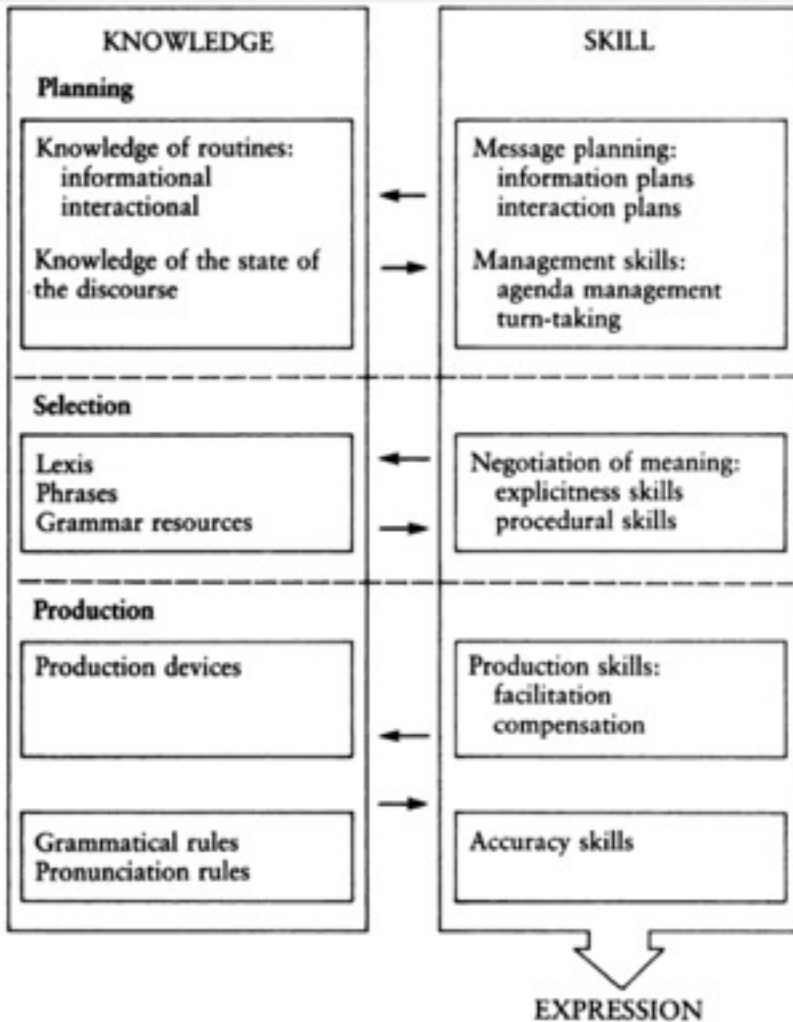 KNOWLEDGE
Planning
Knowledge of routines:
informational
interactional
Knowledge of the state of
the discourse
SKILL
Message planning:
information plans
interaction plans
Management skills:
agenda management
turn-taking
Selection
Lexis
Phrases
Grammar resources
Negotiation of meaning:
explicitness skills
procedural skills
Production
Production devices
Production skills:
facilitation
compensation
Grammatical rules
Pronunciation rules
Accuracy skills
EXPRESSION